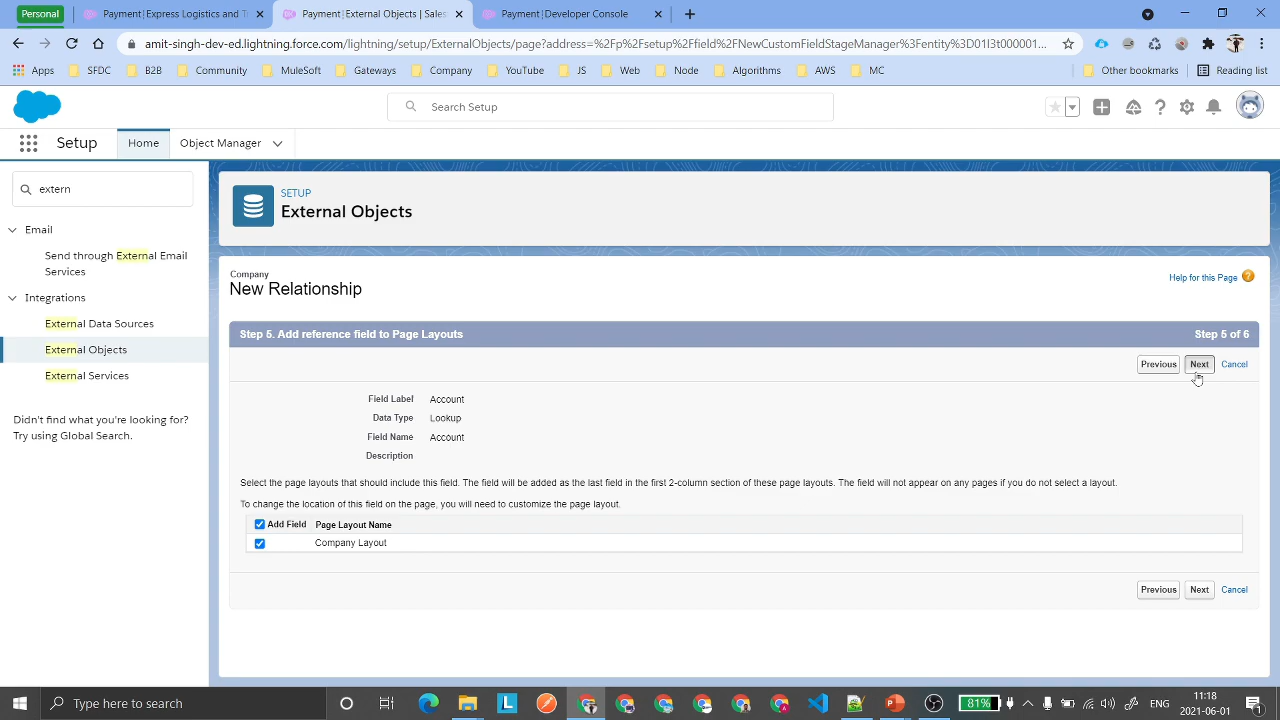 Personal
Payment|Express Logistics and T
Payment|External Objects | Sales
Payment|Developer Console
amit-singh-dev-ed.lightning.force.com/lightning/setup/ExternalObjects/page?address=%2Fp%2Fsetup%2Ffield%2FNewCustomFieldStageManager%3Fentity%3D01I3t000001...
Apps
SFDC
B2B
Community
MuleSoft
Gateways
Company
YouTube
JS
Web
Node
Algorithms
AWS
MC
Other bookmarks
Reading list
Search Setup
Setup
Home
Object Manager
extern
Email
Send through External Email
Services
Integrations
External Data Sources
External Objects
External Services
Didn't find what you're looking for?
Try using Global Search.
SETUP
External Objects
Company
New Relationship
Help for this Page
Step 5. Add reference field to Page Layouts
Step 5 of 6
Previous
Next
Cancel
Field Label Account
Data Type Lookup
Field Name Account
Description
Select the page layouts that should include this field. The field will be added as the last field in the first 2-column section of these page layouts. The field will not appear on any pages if you do not select a layout.
To change the location of this field on the page, you will need to customize the page layout.
Add Field Page Layout Name
Company Layout
Previous
Next
Cancel
Type here to search
81%
ENG
11:18
2021-06-01